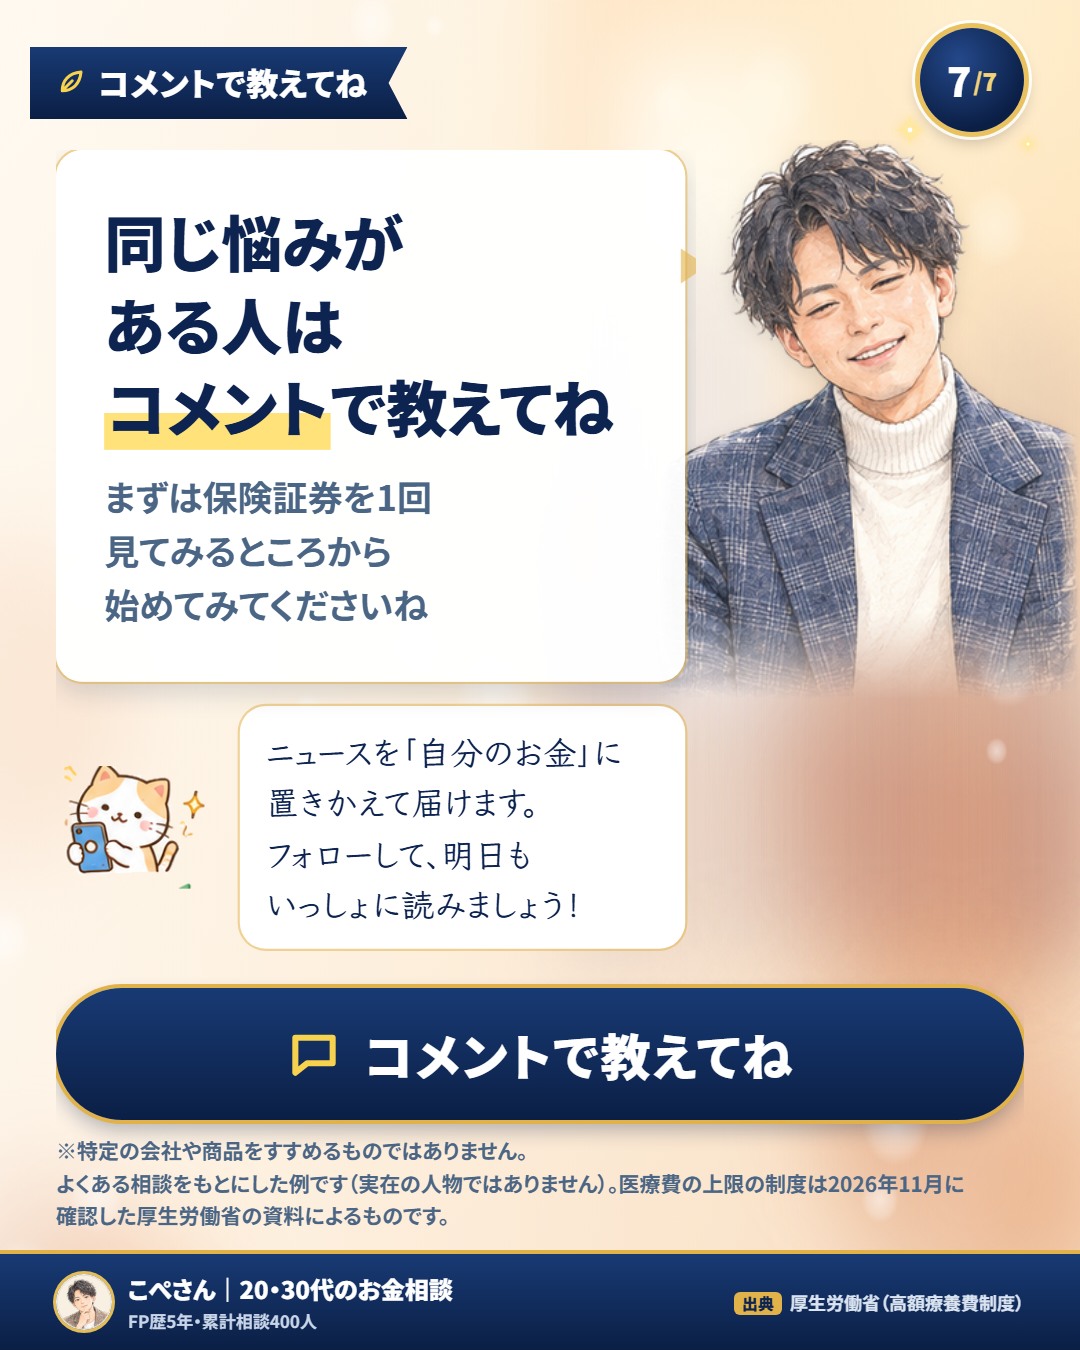 コメントで教えてね
7/7
同じ悩みが
ある人は
コメントで教えてね
まずは保険証券を1回
見てみるところから
始めてみてくださいね
ニュースを「自分のお金」に
置きかえて届けます。
フォローして、明日も
いっしょに読みましょう!
コメントで教えてね
※特定の会社や商品をすすめるものではありません。
よくある相談をもとにした例です(実在の人物ではありません)。医療費の上限の制度は2026年11月に
確認した厚生労働省の資料によるものです。
こぺさん|20・30代のお金相談
FP歴5年・累計相談400人
出典 厚生労働省(高額療養費制度)